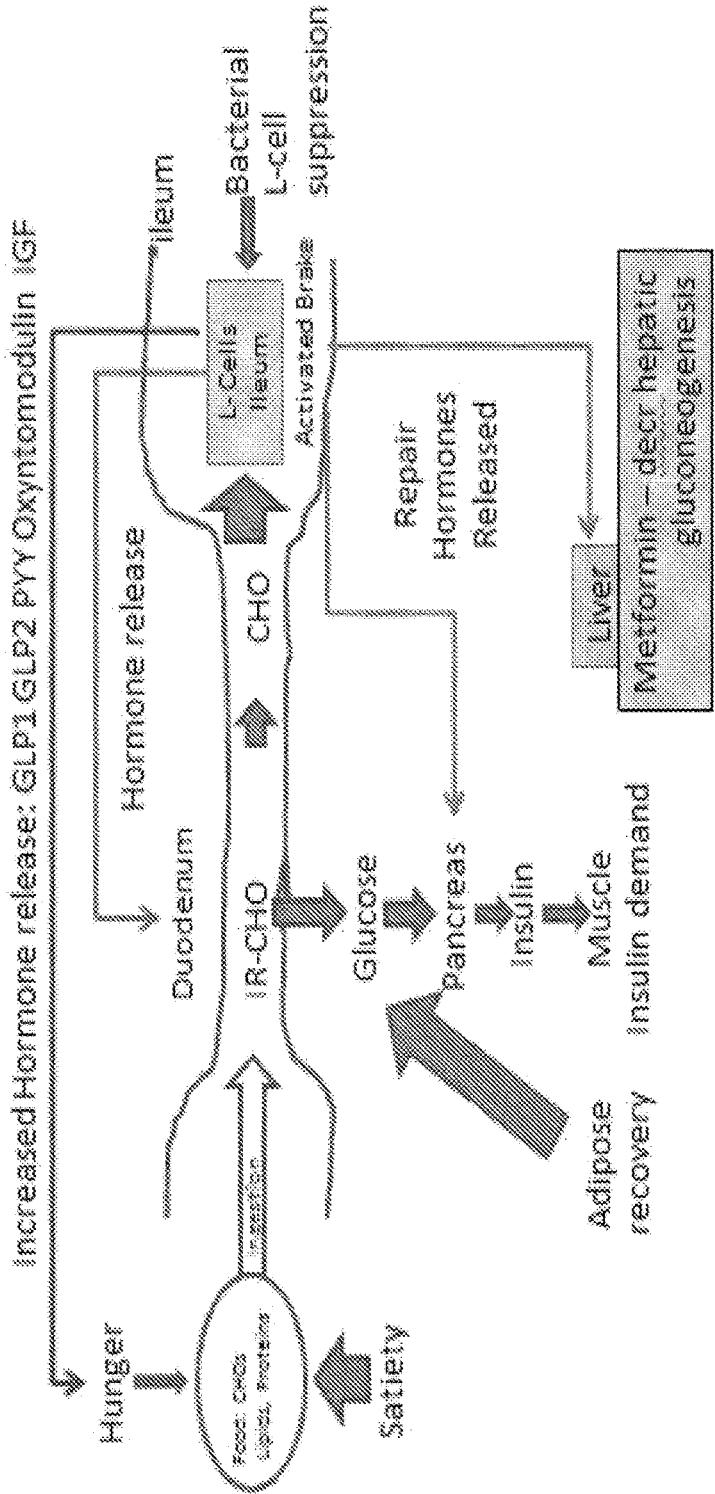 Increased Hormone release: GLP1 GLP2 PYY Oxyntomodulin IGF
Hunger
Food: CHOs
Lipids, Proteins
Satiety
Ingestion
Duodenum
Hormone release
ileum
IR-CHO
CHO
L-Cells
Ileum
Activated Brake
Bacterial
L-cell
suppression
Glucose
Pancreas
Insulin
Muscle
Insulin demand
Adipose
recovery
Repair
Hormones
Released
Liver
Metformin – decr hepatic
gluconeogenesis